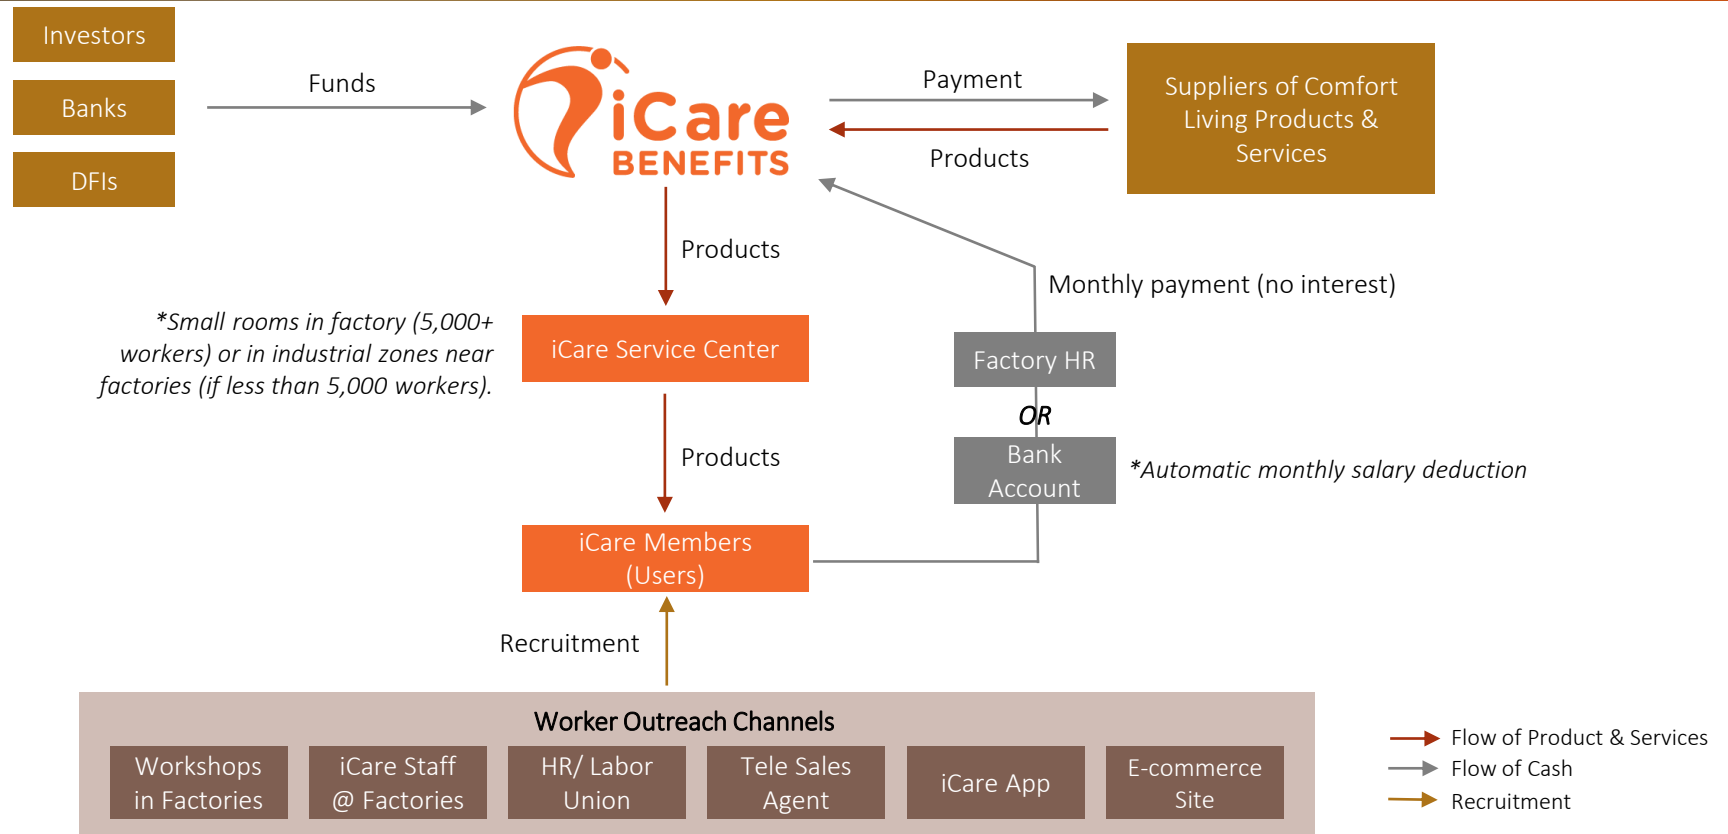 Investors
Banks
DFIs
Funds
iCare
BENEFITS
Payment
Products
Suppliers of Comfort
Living Products &
Services
Products
Monthly payment (no interest)
*Small rooms in factory (5,000+
workers) or in industrial zones near
factories (if less than 5,000 workers).
iCare Service Center
Factory HR
OR
Bank
Account
*Automatic monthly salary deduction
Products
iCare Members
(Users)
Recruitment
Worker Outreach Channels
Workshops
in Factories
iCare Staff
@ Factories
HR/ Labor
Union
Tele Sales
Agent
iCare App
E-commerce
Site
Flow of Product & Services
Flow of Cash
Recruitment